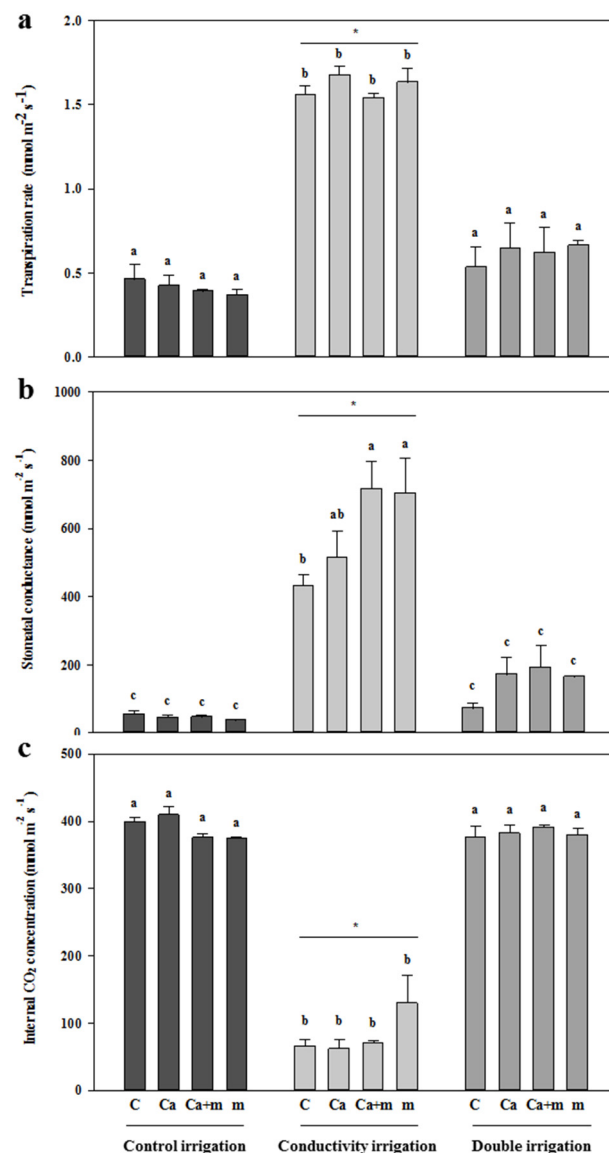 a
Transpiration rate (mmol m⁻² s⁻¹)
2.0
1.5
1.0
0.5
0.0
*
b b b b
a a a a
a a a a
b
Stomatal conductance (mmol m⁻² s⁻¹)
1000
800
600
400
200
0
*
b ab a a
c c c c
c c c c
c
Internal CO₂ concentration (mmol m⁻² s⁻¹)
500
400
300
200
100
0
a a a a
*
b b b b
a a a a
C Ca Ca+m m C Ca Ca+m m C Ca Ca+m m
Control irrigation Conductivity irrigation Double irrigation